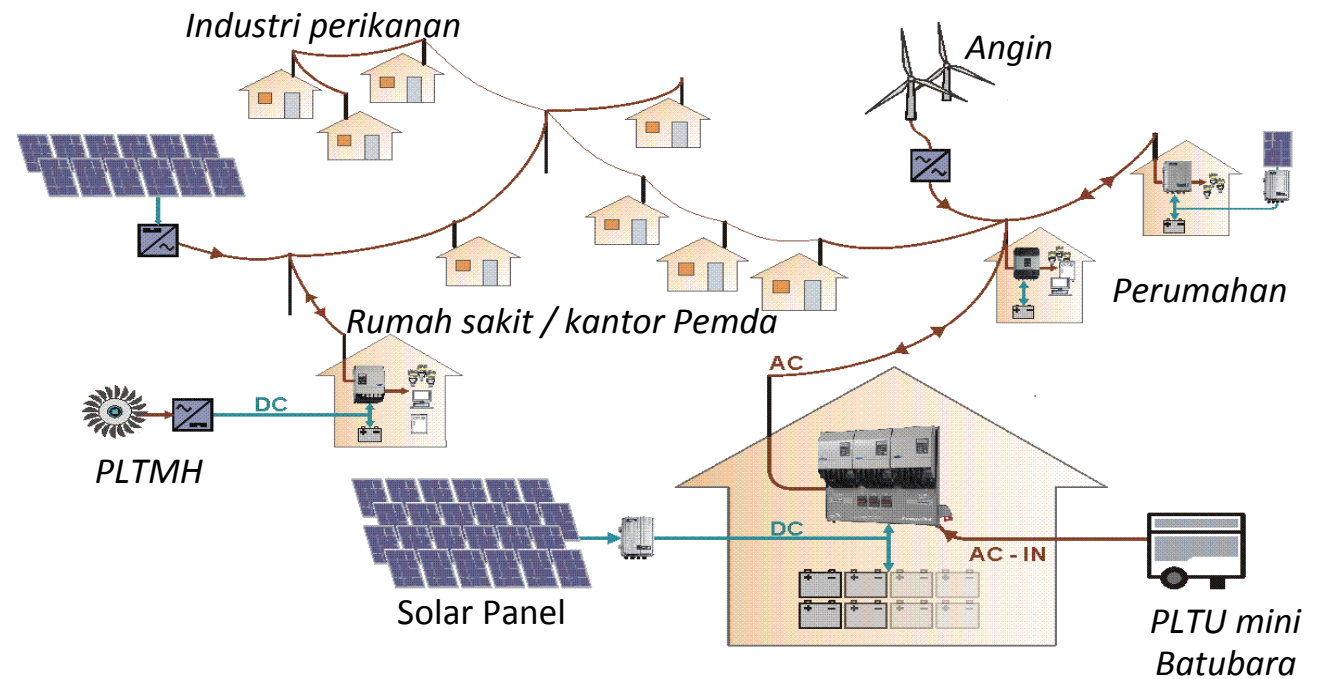 Industri perikanan
Angin
Perumahan
Rumah sakit / kantor Pemda
AC
DC
PLTMH
DC
AC - IN
Solar Panel
PLTU mini
Batubara